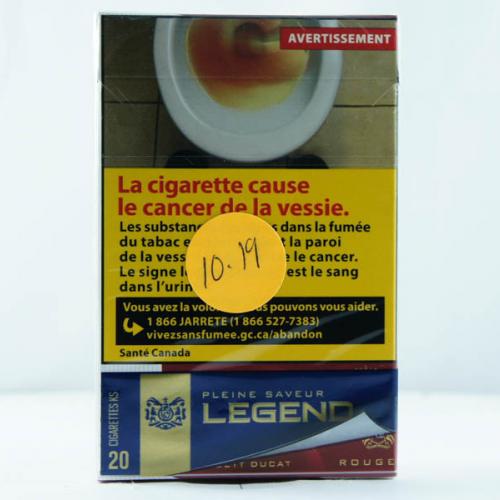 AVERTISSEMENT
La cigarette cause
le cancer de la vessie.
Les substan s dans la fumée
du tabac e t la paroi
de la vess e le cancer.
Le signe l est le sang
dans l'urin
10.19
Vous avez la volon us pouvons vous aider.
1 866 JARRETE (1 866 527-7383)
vivezsansfumee.gc.ca/abandon
Santé Canada
CIGARETTES KS
20
PLEINE SAVEUR
LEGEND
DUCAT
ROUGE